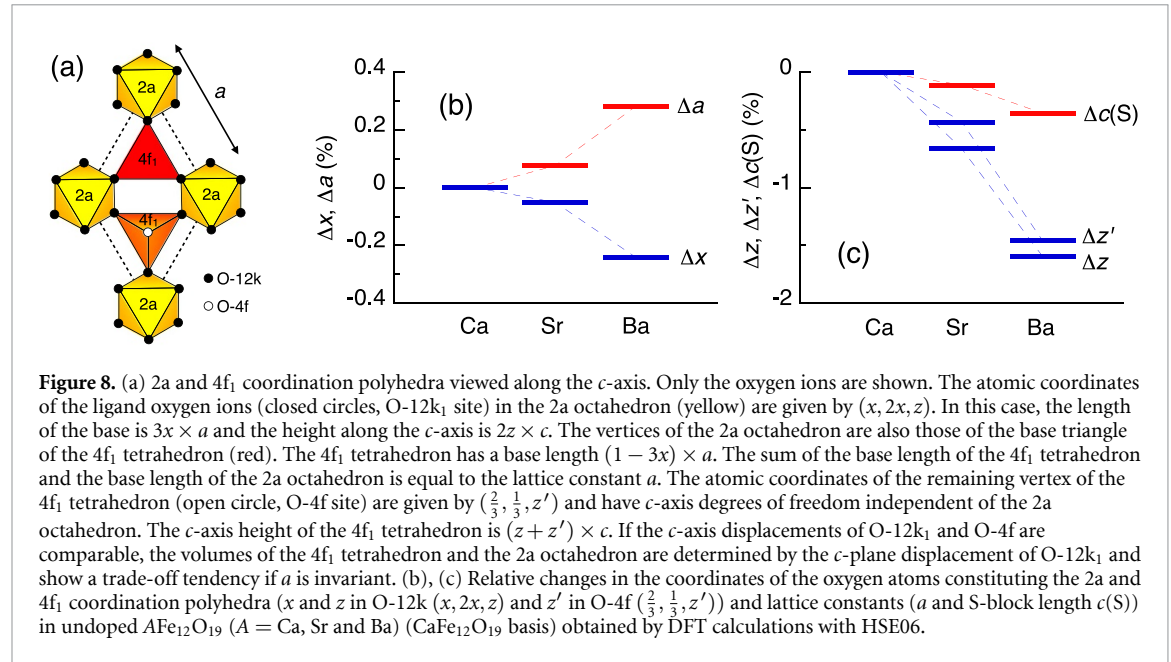 (a)
2a
a
4f₁
2a
2a
4f₁
2a
O-12k
O-4f
(b)
Δx, Δa (%)
0.4
0.2
0
-0.2
-0.4
Δa
Δx
Ca
Sr
Ba
(c)
Δz, Δz', Δc(S) (%)
0
-1
-2
Δc(S)
Δz'
Δz
Ca
Sr
Ba
Figure 8. (a) 2a and 4f₁ coordination polyhedra viewed along the c-axis. Only the oxygen ions are shown. The atomic coordinates
of the ligand oxygen ions (closed circles, O-12k₁ site) in the 2a octahedron (yellow) are given by (x, 2x, z). In this case, the length
of the base is 3x × a and the height along the c-axis is 2z × c. The vertices of the 2a octahedron are also those of the base triangle
of the 4f₁ tetrahedron (red). The 4f₁ tetrahedron has a base length (1 − 3x) × a. The sum of the base length of the 4f₁ tetrahedron
and the base length of the 2a octahedron is equal to the lattice constant a. The atomic coordinates of the remaining vertex of the
4f₁ tetrahedron (open circle, O-4f site) are given by (2/3, 1/3, z′) and have c-axis degrees of freedom independent of the 2a
octahedron. The c-axis height of the 4f₁ tetrahedron is (z + z′) × c. If the c-axis displacements of O-12k₁ and O-4f are
comparable, the volumes of the 4f₁ tetrahedron and the 2a octahedron are determined by the c-plane displacement of O-12k₁ and
show a trade-off tendency if a is invariant. (b), (c) Relative changes in the coordinates of the oxygen atoms constituting the 2a and
4f₁ coordination polyhedra (x and z in O-12k (x, 2x, z) and z′ in O-4f (2/3, 1/3, z′)) and lattice constants (a and S-block length c(S))
in undoped AFe₁₂O₁₉ (A = Ca, Sr and Ba) (CaFe₁₂O₁₉ basis) obtained by DFT calculations with HSE06.